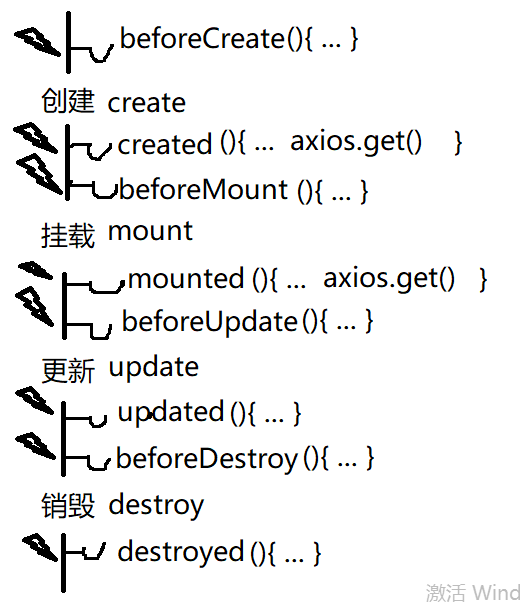 beforeCreate(){ ... }
创建 create
created (){ ... axios.get() }
beforeMount (){ ... }
挂载 mount
mounted (){ ... axios.get() }
beforeUpdate(){ ... }
更新 update
updated (){ ... }
beforeDestroy (){ ... }
销毁 destroy
destroyed (){ ... }
激活 Wind